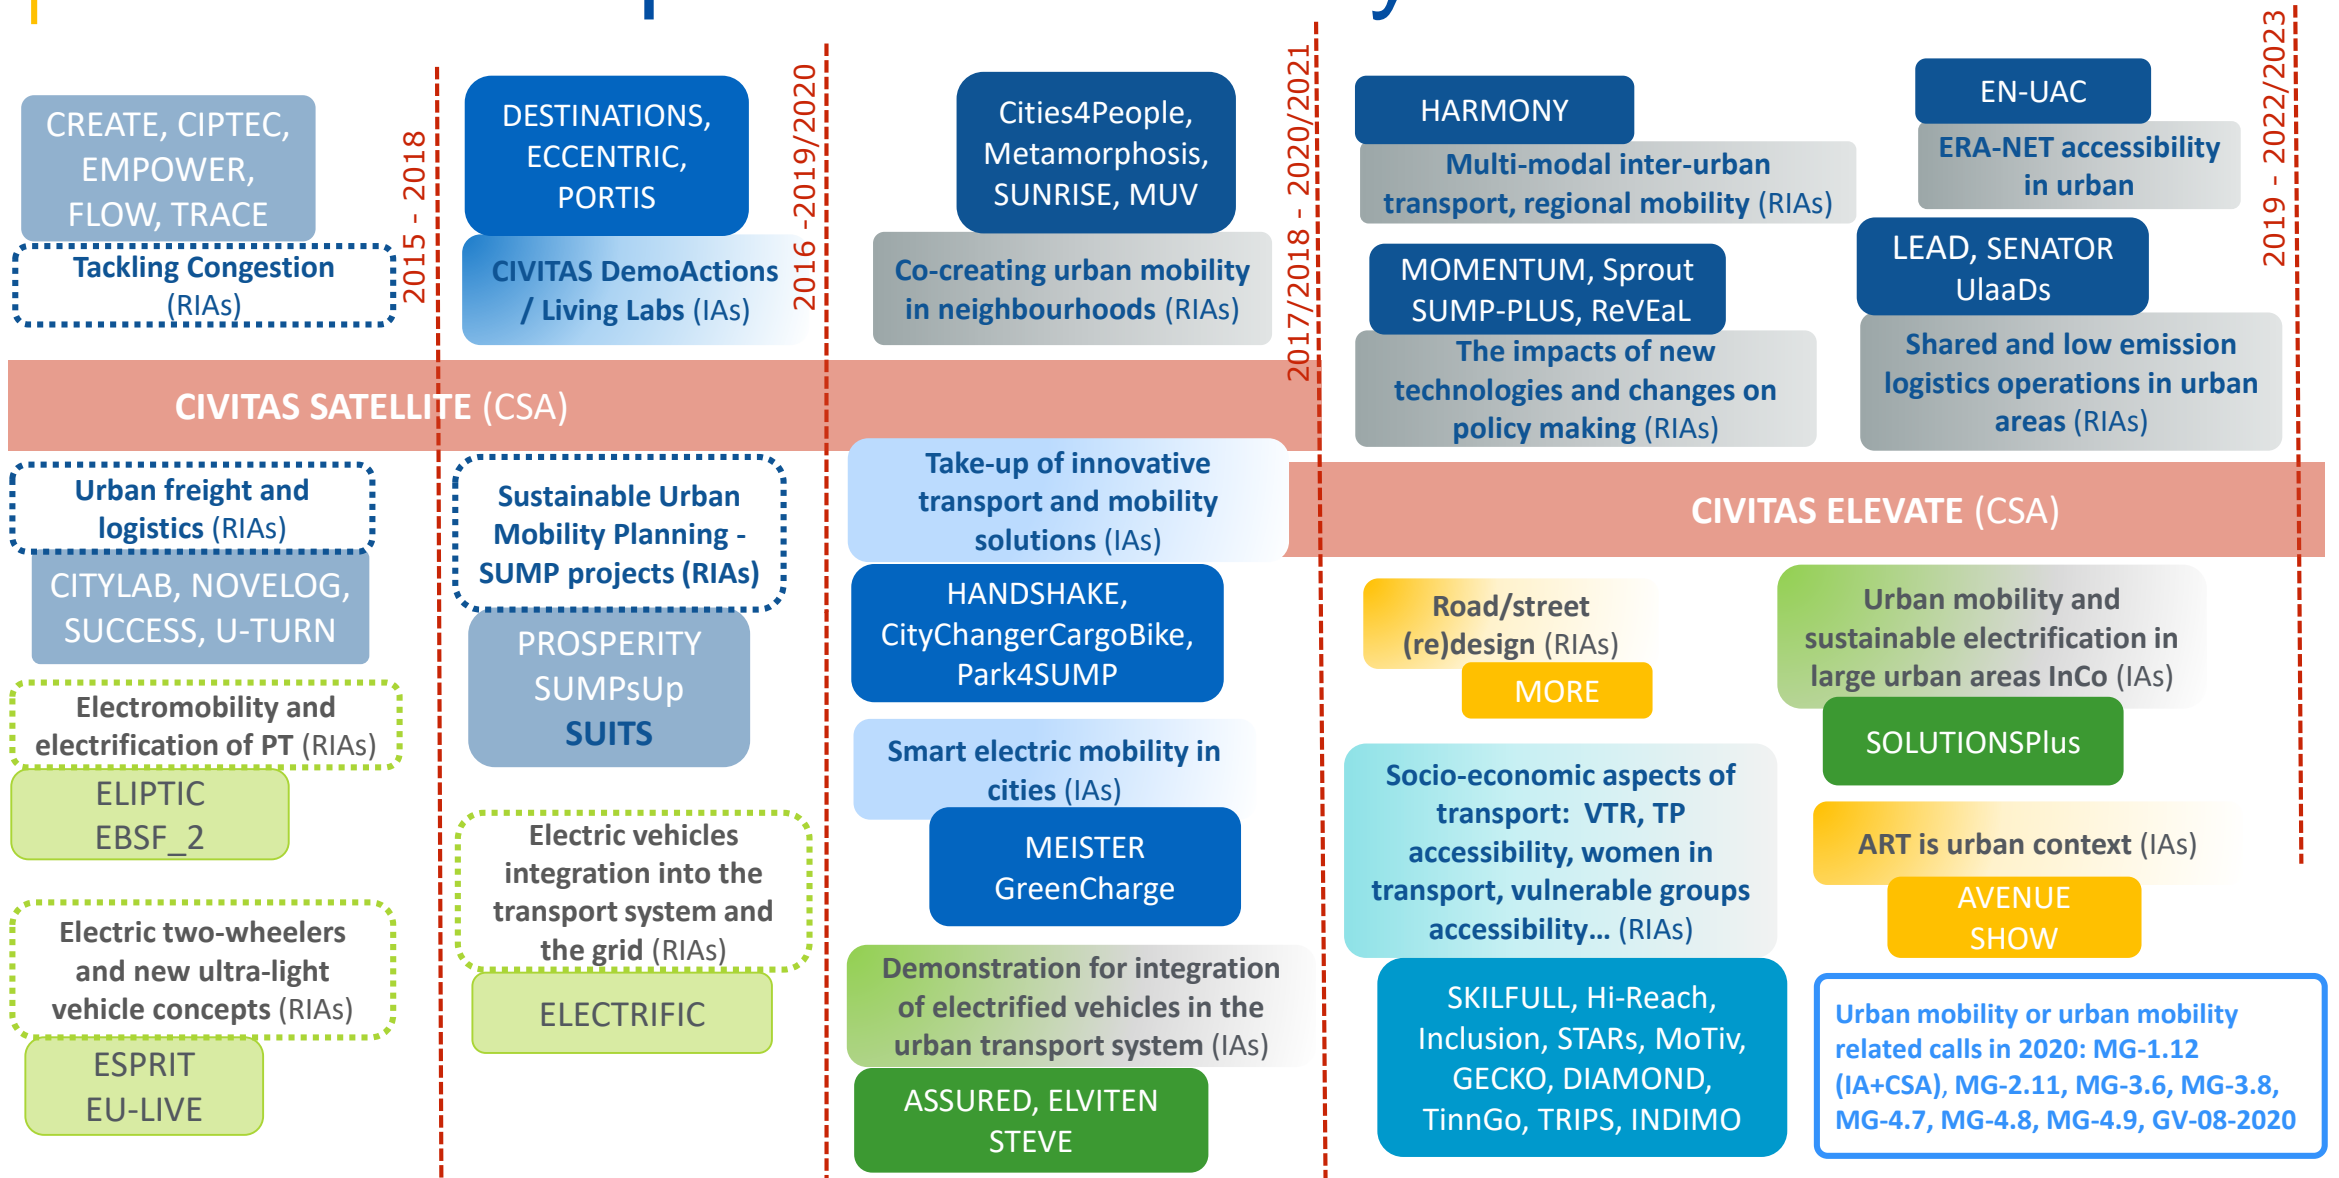 CREATE, CIPTEC,
EMPOWER,
FLOW, TRACE
Tackling Congestion
(RIAs)
2015 - 2018
DESTINATIONS,
ECCENTRIC,
PORTIS
CIVITAS DemoActions
/ Living Labs (IAs)
2016 -2019/2020
Cities4People,
Metamorphosis,
SUNRISE, MUV
Co-creating urban mobility
in neighbourhoods (RIAs)
2017/2018 - 2020/2021
HARMONY
Multi-modal inter-urban
transport, regional mobility (RIAs)
MOMENTUM, Sprout
SUMP-PLUS, ReVEaL
The impacts of new
technologies and changes on
policy making (RIAs)
EN-UAC
ERA-NET accessibility
in urban
LEAD, SENATOR
UlaaDs
Shared and low emission
logistics operations in urban
areas (RIAs)
2019 - 2022/2023
CIVITAS SATELLITE (CSA)
CIVITAS ELEVATE (CSA)
Urban freight and
logistics (RIAs)
CITYLAB, NOVELOG,
SUCCESS, U-TURN
Electromobility and
electrification of PT (RIAs)
ELIPTIC
EBSF_2
Electric two-wheelers
and new ultra-light
vehicle concepts (RIAs)
ESPRIT
EU-LIVE
Sustainable Urban
Mobility Planning -
SUMP projects (RIAs)
PROSPERITY
SUMPsUp
SUITS
Electric vehicles
integration into the
transport system and
the grid (RIAs)
ELECTRIFIC
Take-up of innovative
transport and mobility
solutions (IAs)
HANDSHAKE,
CityChangerCargoBike,
Park4SUMP
Smart electric mobility in
cities (IAs)
MEISTER
GreenCharge
Demonstration for integration
of electrified vehicles in the
urban transport system (IAs)
ASSURED, ELVITEN
STEVE
Road/street
(re)design (RIAs)
MORE
Socio-economic aspects of
transport: VTR, TP
accessibility, women in
transport, vulnerable groups
accessibility... (RIAs)
SKILFULL, Hi-Reach,
Inclusion, STARs, MoTiv,
GECKO, DIAMOND,
TinnGo, TRIPS, INDIMO
Urban mobility and
sustainable electrification in
large urban areas InCo (IAs)
SOLUTIONSPlus
ART is urban context (IAs)
AVENUE
SHOW
Urban mobility or urban mobility
related calls in 2020: MG-1.12
(IA+CSA), MG-2.11, MG-3.6, MG-3.8,
MG-4.7, MG-4.8, MG-4.9, GV-08-2020